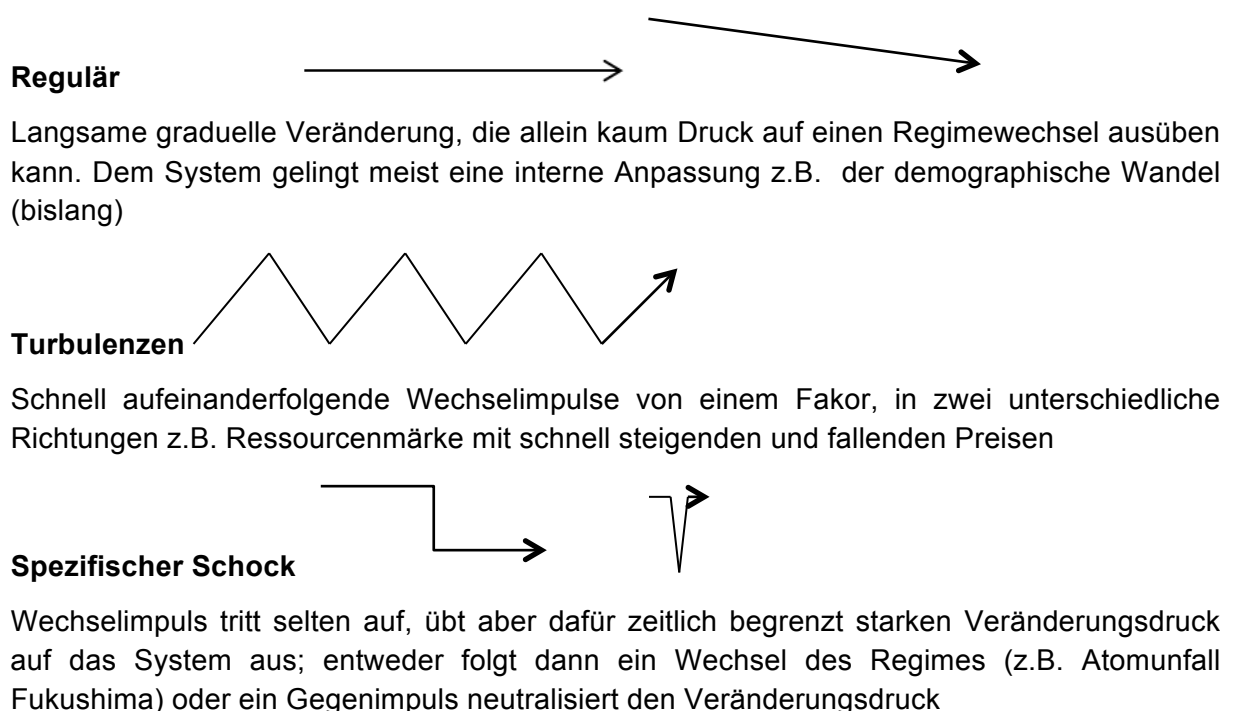 Regulär
Langsame graduelle Veränderung, die allein kaum Druck auf einen Regimewechsel ausüben
kann. Dem System gelingt meist eine interne Anpassung z.B. der demographische Wandel
(bislang)
Turbulenzen
Schnell aufeinanderfolgende Wechselimpulse von einem Fakor, in zwei unterschiedliche
Richtungen z.B. Ressourcenmärke mit schnell steigenden und fallenden Preisen
Spezifischer Schock
Wechselimpuls tritt selten auf, übt aber dafür zeitlich begrenzt starken Veränderungsdruck
auf das System aus; entweder folgt dann ein Wechsel des Regimes (z.B. Atomunfall
Fukushima) oder ein Gegenimpuls neutralisiert den Veränderungsdruck